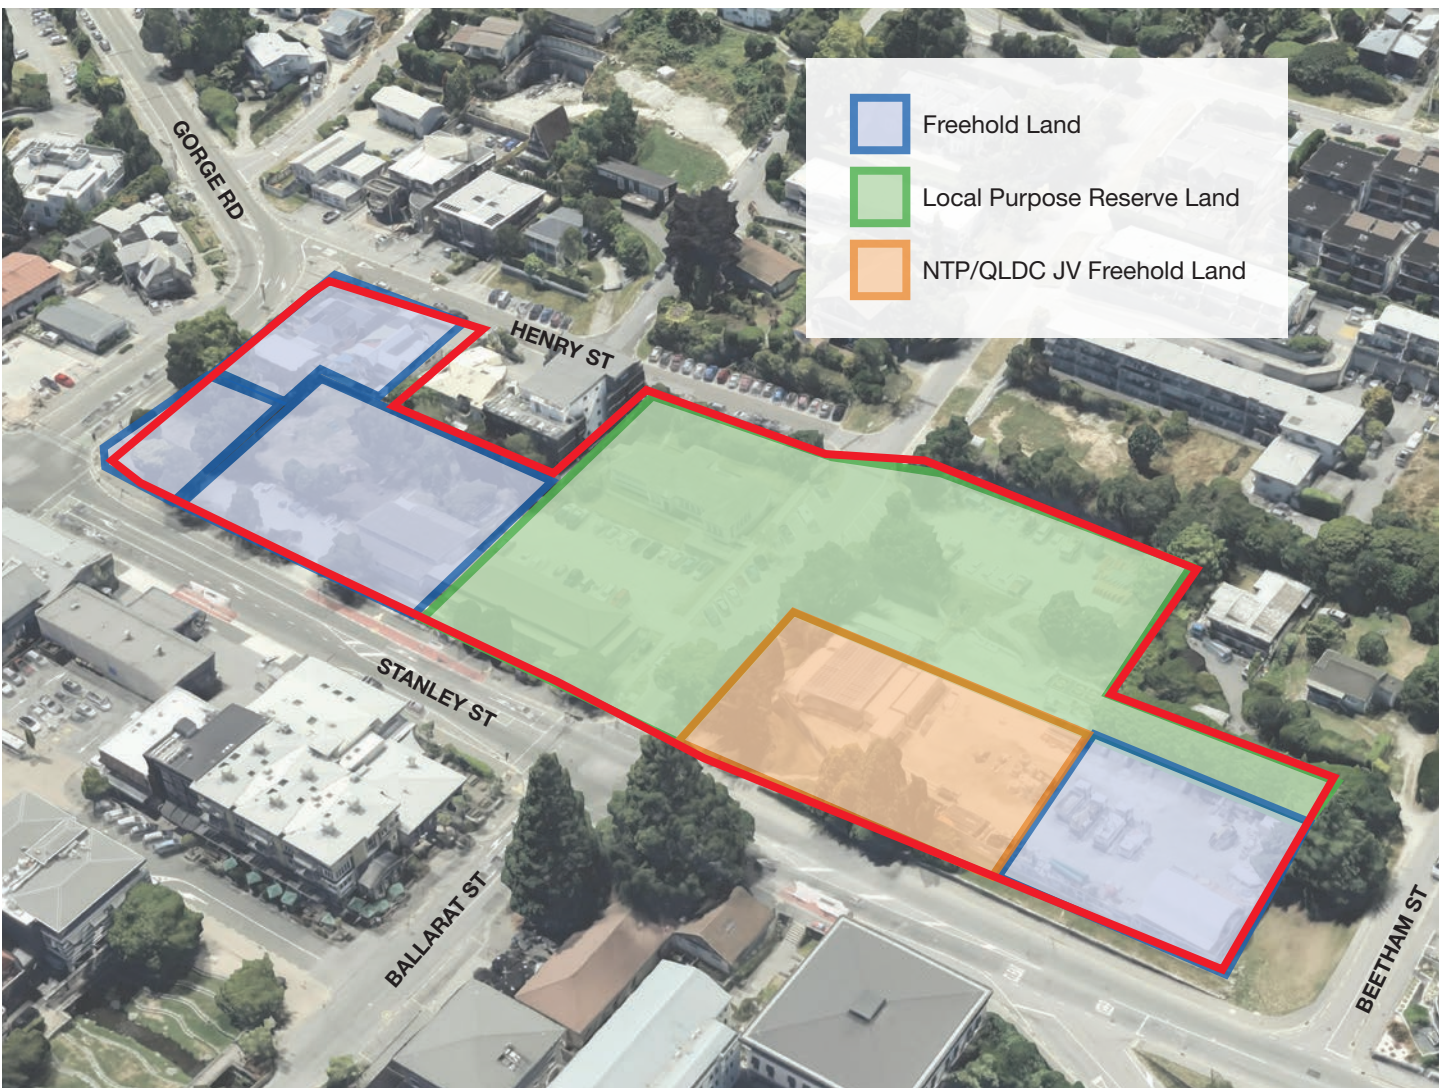 GORGE RD
HENRY ST
Freehold Land
Local Purpose Reserve Land
NTP/QLDC JV Freehold Land
STANLEY ST
BALLARAT ST
BEETHAM ST